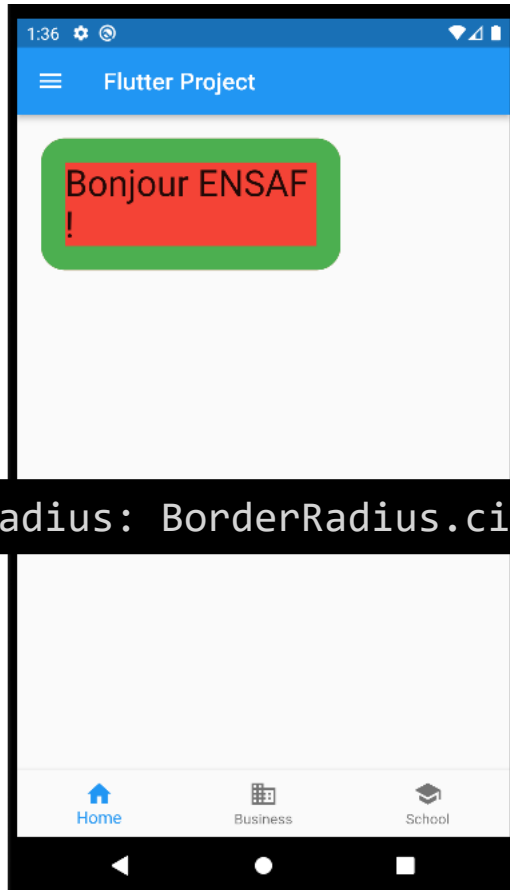 1:36
Flutter Project
Bonjour ENSAF
!
adius: BorderRadius.ci
Home Business School